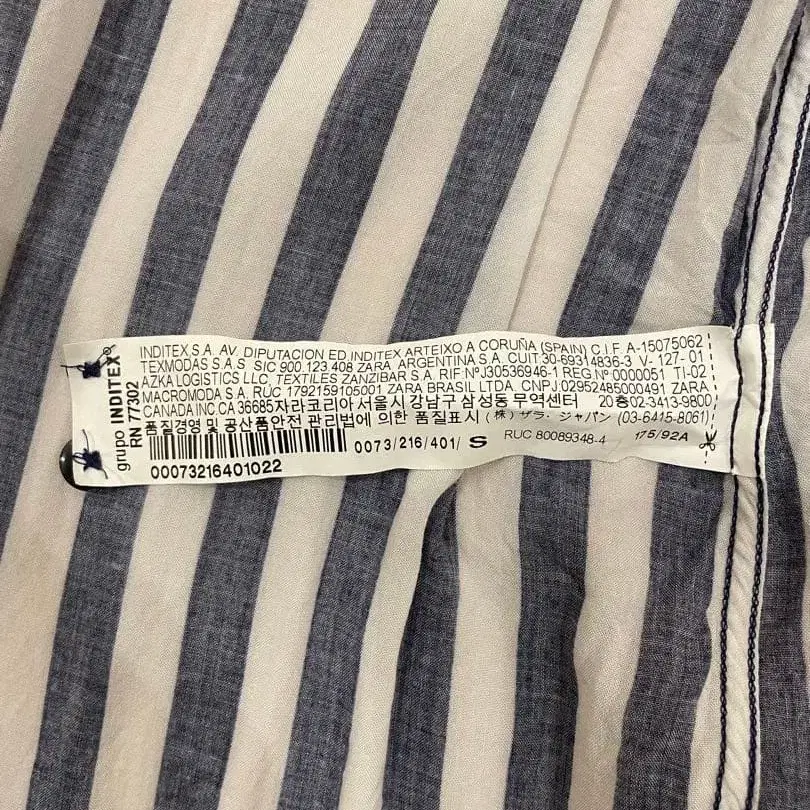 grupo INDITEX®
RN 77302
INDITEX,S.A. AV. DIPUTACION ED.INDITEX ARTEIXO A CORUÑA (SPAIN) C.I.F. A-15075062
TEXMODAS S.A.S SIC 900.123.408 ZARA ARGENTINA S.A. CUIT:30-69314836-3 V- 127- 01
AZKA LOGISTICS LLC, TEXTILES ZANZIBAR S.A. RIF: NºJ30536946-1 REG.Nº 0000051 TI-02
MACROMODA S.A. RÚC 1792159105001 ZARA BRASIL LTDA. CNPJ:02952485000491 ZARA
CANADA INC.CA 36685 자라코리아 서울시 강남구 삼성동 무역센터 20층02-3413-9800
품질경영 및 공산품안전 관리법에 의한 품질표시 (株) ザラ・ジャパン (03-6415-8061)
0073/216/401/ S RUC 80089348-4 175/92A
00073216401022